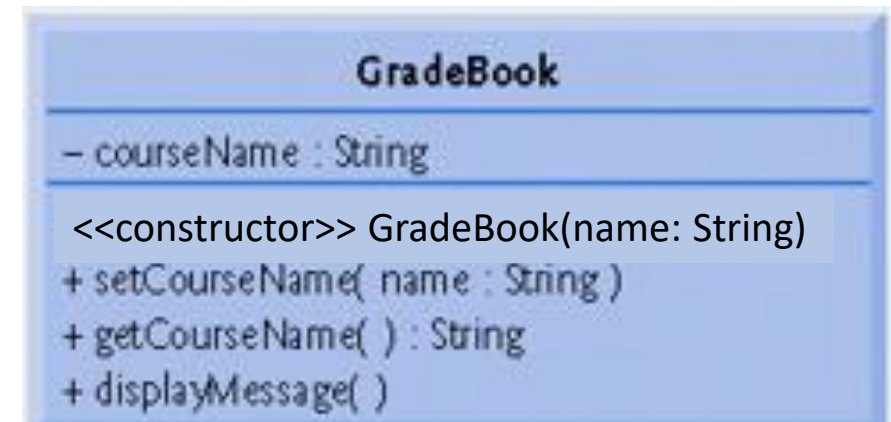 GradeBook
– courseName : String
<<constructor>> GradeBook(name: String)
+ setCourseName( name : String )
+ getCourseName( ) : String
+ displayMessage( )